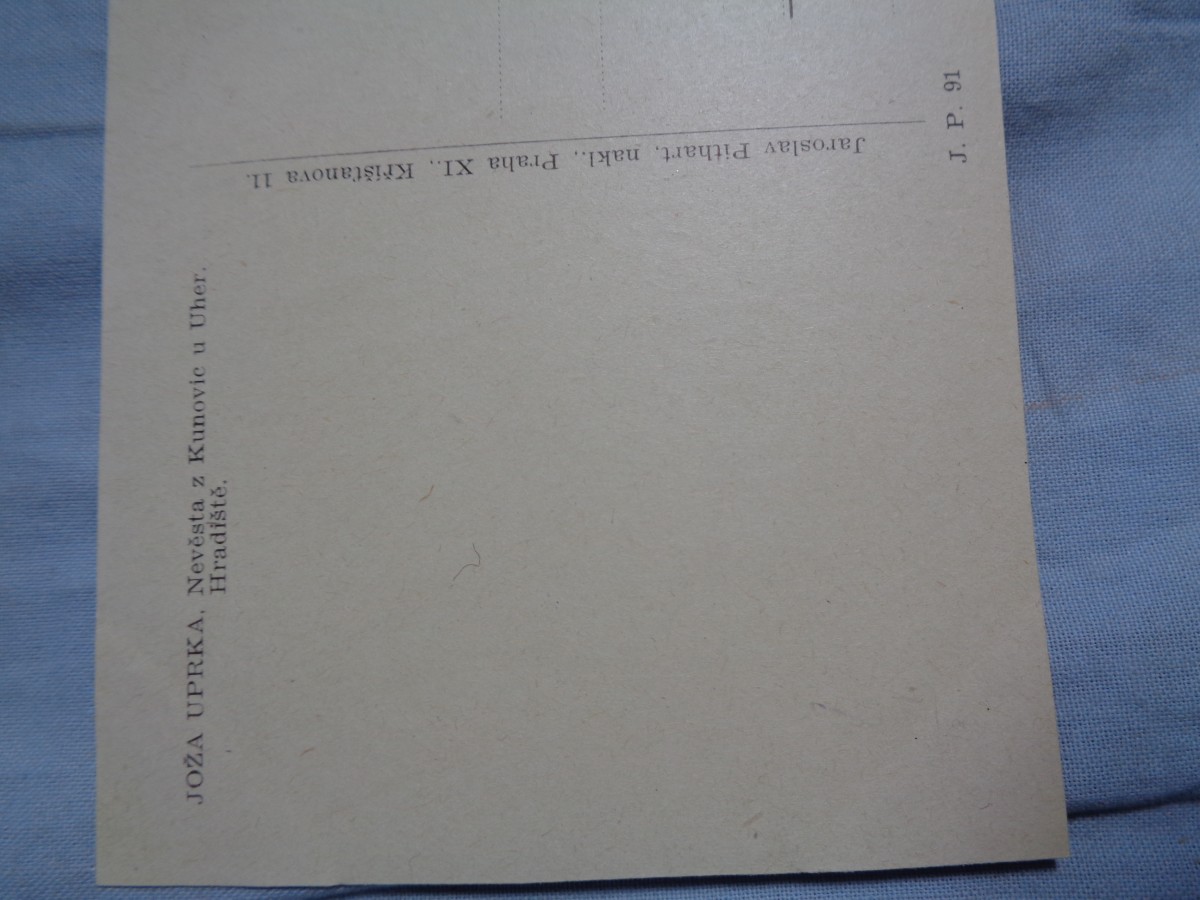 JOŽA UPRKA. Nevěsta z Kunovic u Uher.
Hradiště.
Jaroslav Pithart, nakl., Praha XI., Křišťanova 11.
J. P. 91